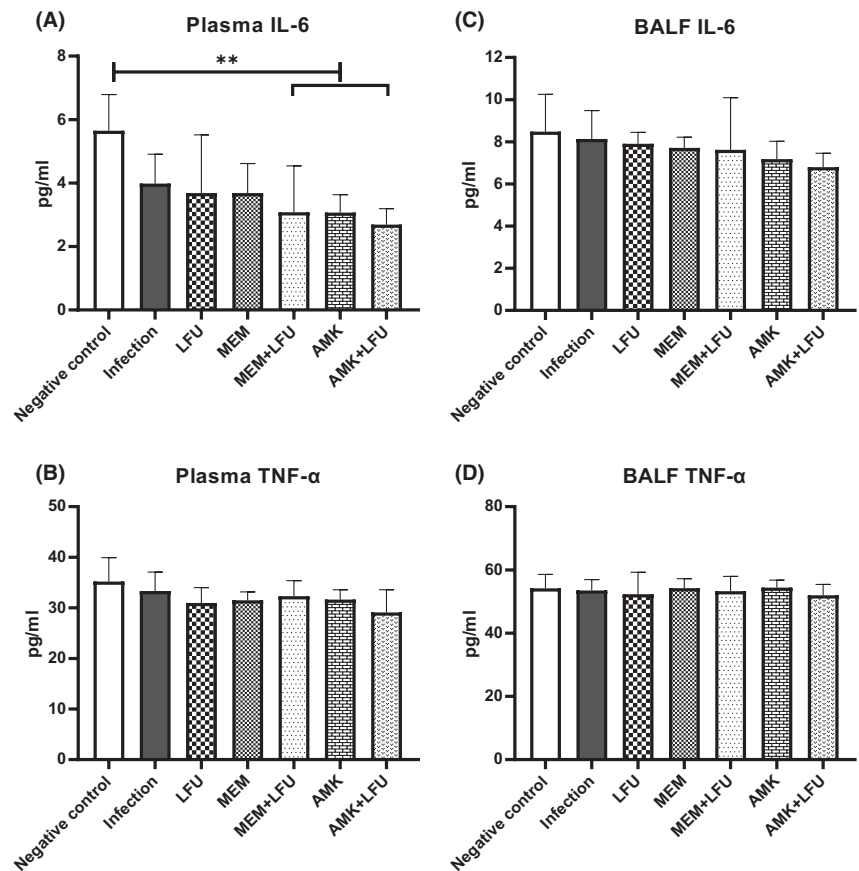 (A)
Plasma IL-6
**
pg/ml
8
6
4
2
0
Negative control
Infection
LFU
MEM
MEM+LFU
AMK
AMK+LFU
(C)
BALF IL-6
pg/ml
14
12
10
8
6
4
2
0
Negative control
Infection
LFU
MEM
MEM+LFU
AMK
AMK+LFU
(B)
Plasma TNF-α
pg/ml
50
40
30
20
10
0
Negative control
Infection
LFU
MEM
MEM+LFU
AMK
AMK+LFU
(D)
BALF TNF-α
pg/ml
80
60
40
20
0
Negative control
Infection
LFU
MEM
MEM+LFU
AMK
AMK+LFU